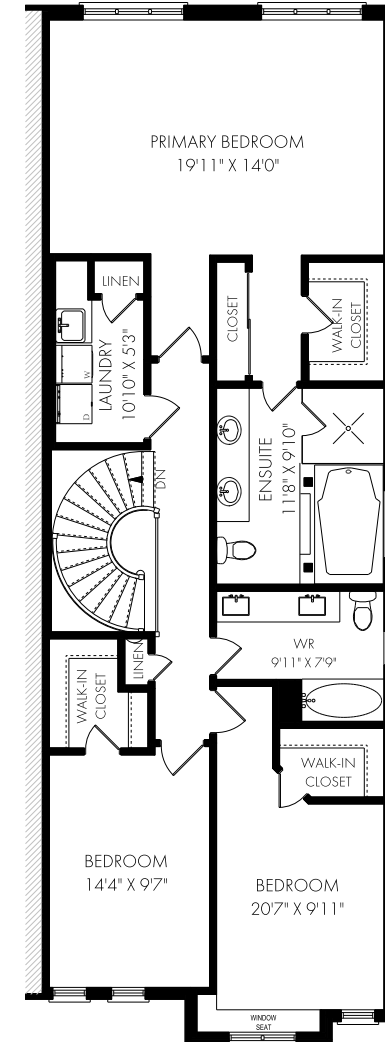 PRIMARY BEDROOM
19'11" X 14'0"
LINEN
CLOSET
WALK-IN
CLOSET
W
D
LAUNDRY
10'10" X 5'3"
DN
ENSUITE
11'8" X 9'10"
WR
9'11" X 7'9"
LINEN
WALK-IN
CLOSET
WALK-IN
CLOSET
BEDROOM
14'4" X 9'7"
BEDROOM
20'7" X 9'11"
WINDOW
SEAT